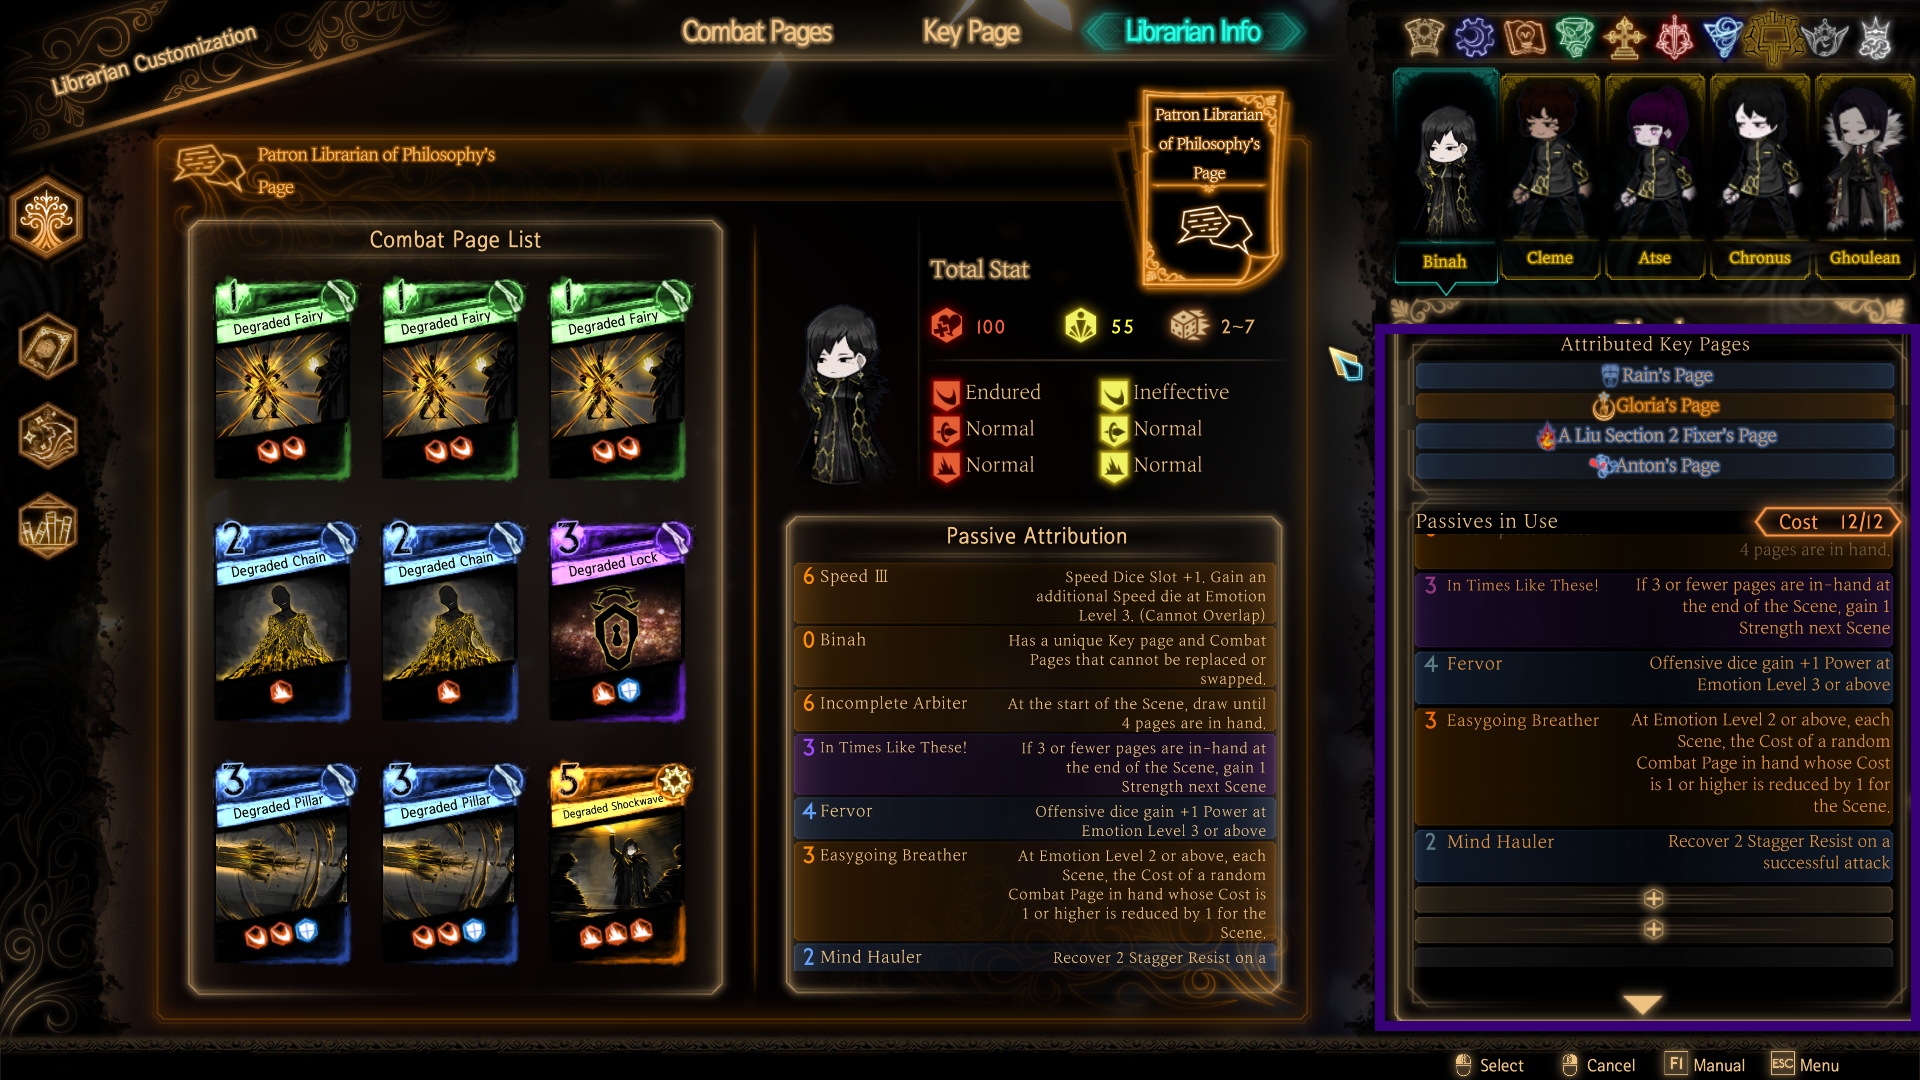 Librarian Customization
Combat Pages
Key Page
Librarian Info
Patron Librarian of Philosophy's
Page
Patron Librarian
of Philosophy's
Page
Combat Page List
1
Degraded Fairy
1
Degraded Fairy
1
Degraded Fairy
2
Degraded Chain
2
Degraded Chain
3
Degraded Lock
3
Degraded Pillar
3
Degraded Pillar
5
Degraded Shockwave
Total Stat
100
55
2~7
Endured
Ineffective
Normal
Normal
Normal
Normal
Passive Attribution
6 Speed III
Speed Dice Slot +1. Gain an
additional Speed die at Emotion
Level 3. (Cannot Overlap)
0 Binah
Has a unique Key page and Combat
Pages that cannot be replaced or
swapped.
6 Incomplete Arbiter
At the start of the Scene, draw until
4 pages are in hand.
3 In Times Like These!
If 3 or fewer pages are in-hand at
the end of the Scene, gain 1
Strength next Scene
4 Fervor
Offensive dice gain +1 Power at
Emotion Level 3 or above
3 Easygoing Breather
At Emotion Level 2 or above, each
Scene, the Cost of a random
Combat Page in hand whose Cost is
1 or higher is reduced by 1 for the
Scene.
2 Mind Hauler
Recover 2 Stagger Resist on a
Binah
Cleme
Atse
Chronus
Ghoulean
Attributed Key Pages
Rain's Page
Gloria's Page
A Liu Section 2 Fixer's Page
Anton's Page
Passives in Use
Cost 12/12
4 pages are in hand.
3 In Times Like These!
If 3 or fewer pages are in-hand at
the end of the Scene, gain 1
Strength next Scene
4 Fervor
Offensive dice gain +1 Power at
Emotion Level 3 or above
3 Easygoing Breather
At Emotion Level 2 or above, each
Scene, the Cost of a random
Combat Page in hand whose Cost
is 1 or higher is reduced by 1 for
the Scene.
2 Mind Hauler
Recover 2 Stagger Resist on a
successful attack
Select
Cancel
F1 Manual
ESC Menu